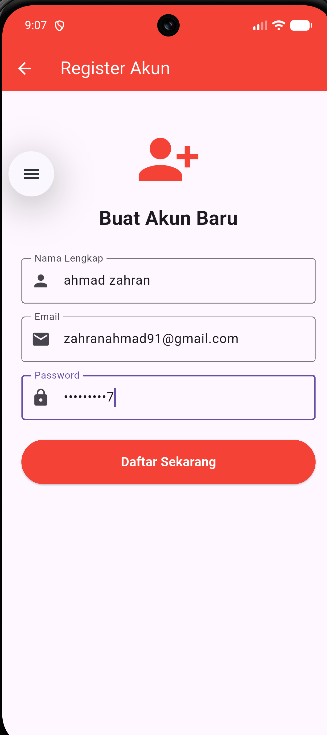 9:07
Register Akun
Buat Akun Baru
Nama Lengkap
ahmad zahran
Email
zahranahmad91@gmail.com
Password
•••••••••7
Daftar Sekarang